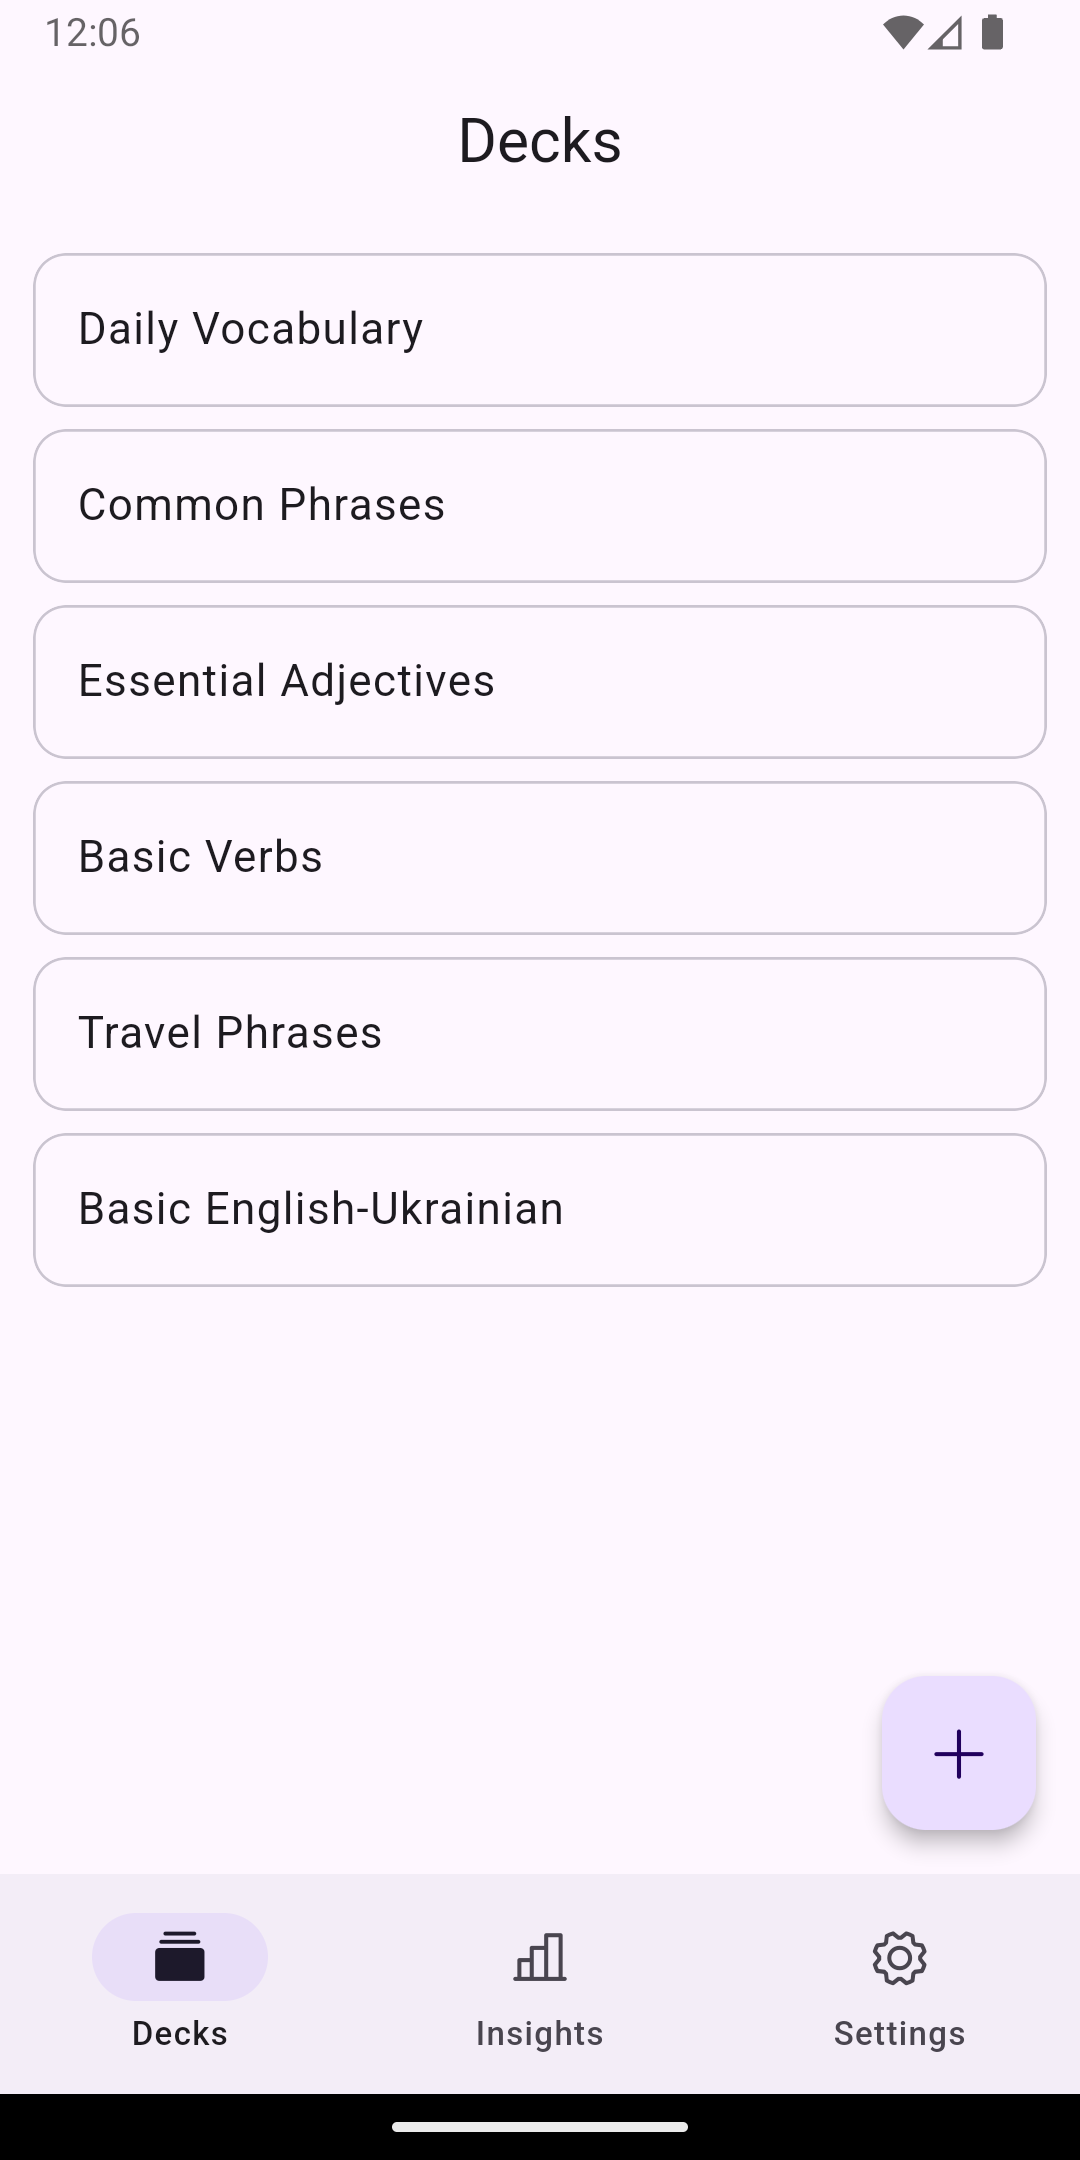 12:06
Decks
Daily Vocabulary
Common Phrases
Essential Adjectives
Basic Verbs
Travel Phrases
Basic English-Ukrainian
Decks
Insights
Settings